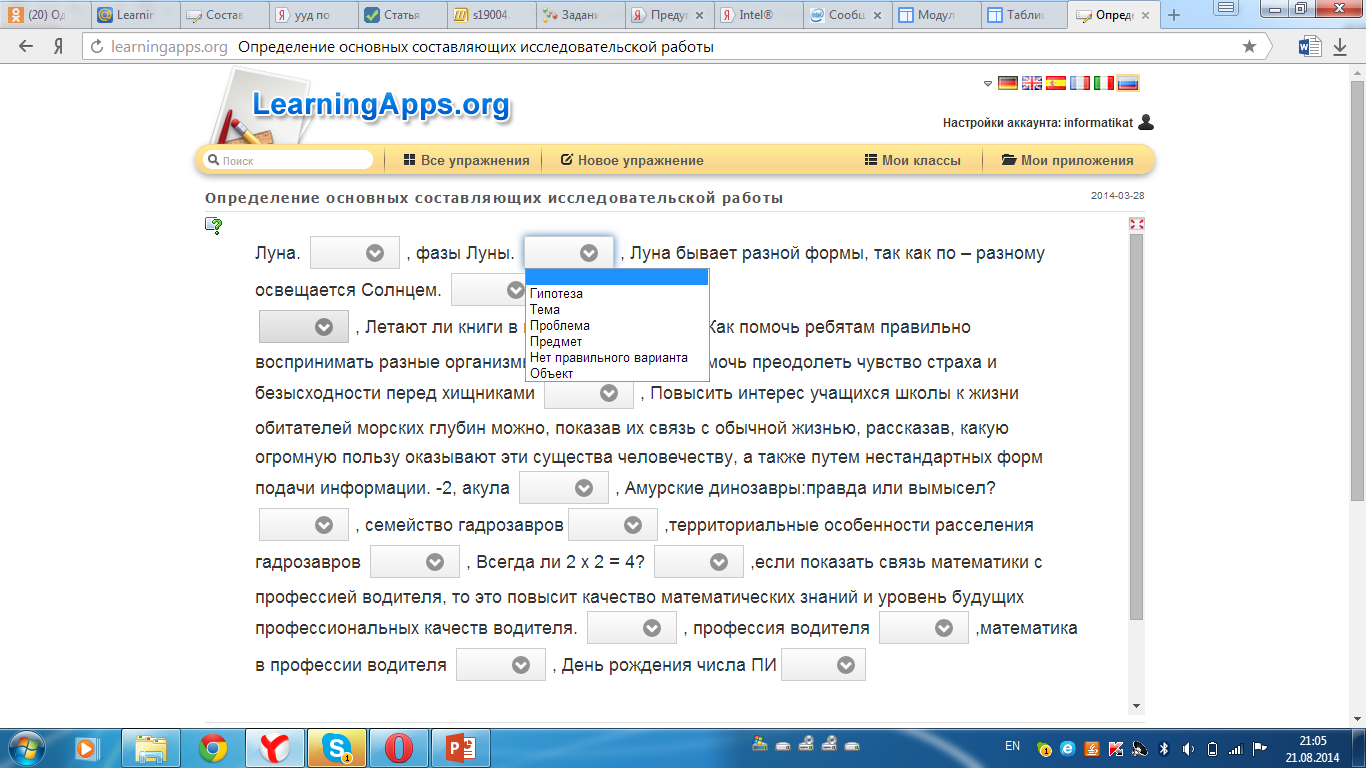 (20) Од
Learnin
Состав
ууд по
Статья
s19004
Задани
Преду
Intel®
Сообщ
Модул
Таблиц
Опреде
learningapps.org Определение основных составляющих исследовательской работы
LearningApps.org
Настройки аккаунта: informatikat
Поиск
Все упражнения
Новое упражнение
Мои классы
Мои приложения
Определение основных составляющих исследовательской работы
2014-03-28
Луна. , фазы Луны. , Луна бывает разной формы, так как по – разному
освещается Солнцем.
Гипотеза
Тема
Проблема
Предмет
Нет правильного варианта
Объект
, Летают ли книги в Как помочь ребятам правильно
воспринимать разные организм мочь преодолеть чувство страха и
безысходности перед хищниками , Повысить интерес учащихся школы к жизни
обитателей морских глубин можно, показав их связь с обычной жизнью, рассказав, какую
огромную пользу оказывают эти существа человечеству, а также путем нестандартных форм
подачи информации. -2, акула , Амурские динозавры:правда или вымысел?
, семейство гадрозавров ,территориальные особенности расселения
гадрозавров , Всегда ли 2 х 2 = 4? ,если показать связь математики с
профессией водителя, то это повысит качество математических знаний и уровень будущих
профессиональных качеств водителя. , профессия водителя ,математика
в профессии водителя , День рождения числа ПИ
EN
21:05
21.08.2014